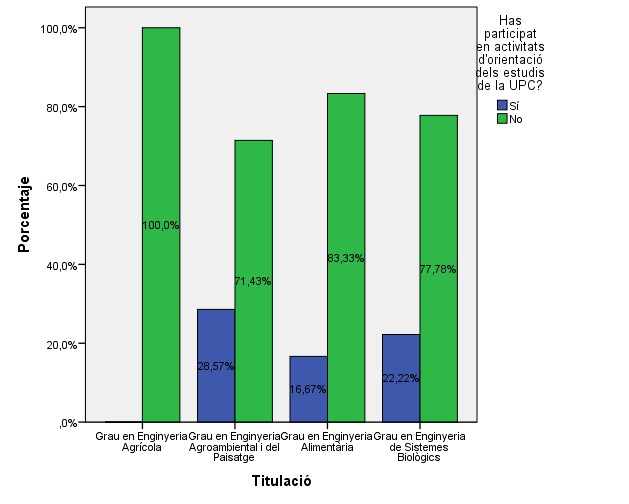 Has
participat
en activitats
d'orientació
dels estudis
de la UPC?
Sí
No
Porcentaje
100,0%
80,0%
60,0%
40,0%
20,0%
,0%
100,0%
28,57%
71,43%
16,67%
83,33%
22,22%
77,78%
Grau en Enginyeria
Agrícola
Grau en Enginyeria
Agroambiental i del
Paisatge
Grau en Enginyeria
Alimentària
Grau en Enginyeria
de Sistemes
Biològics
Titulació